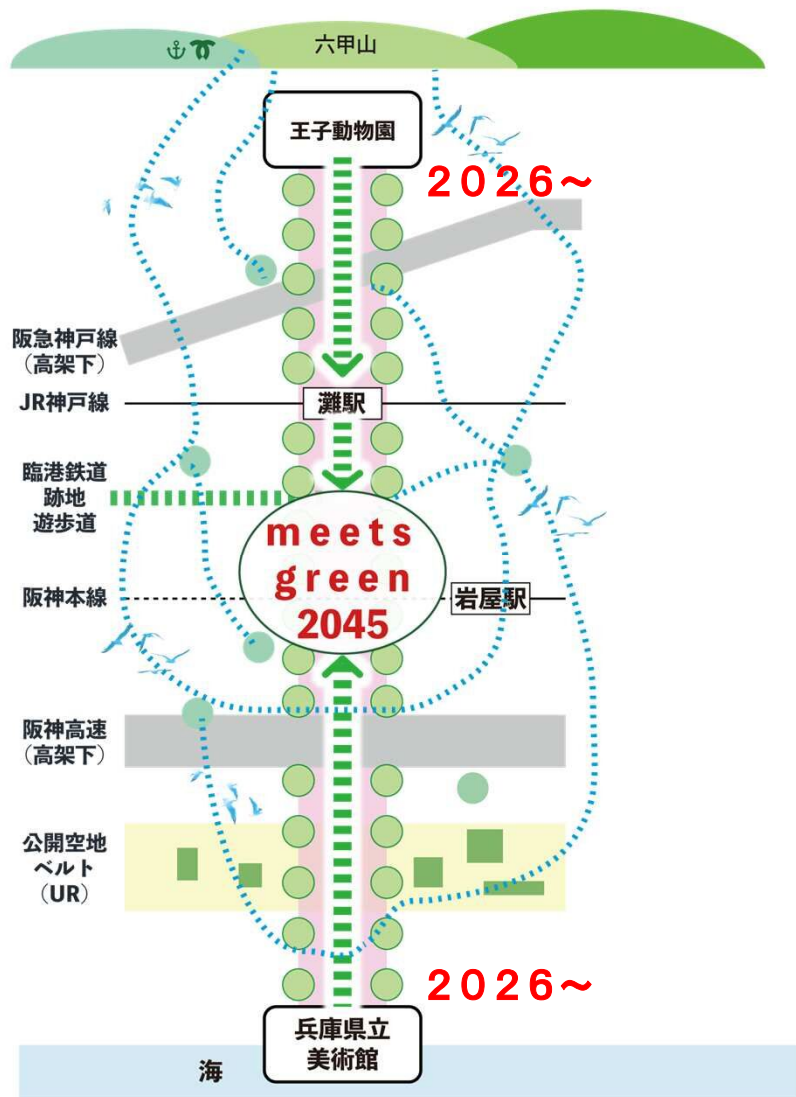 六甲山
王子動物園
２０２６～
阪急神戸線
（高架下）
JR神戸線
灘駅
臨港鉄道
跡地
遊歩道
meets
green
2045
阪神本線
岩屋駅
阪神高速
（高架下）
公開空地
ベルト
（UR）
２０２６～
兵庫県立
美術館
海